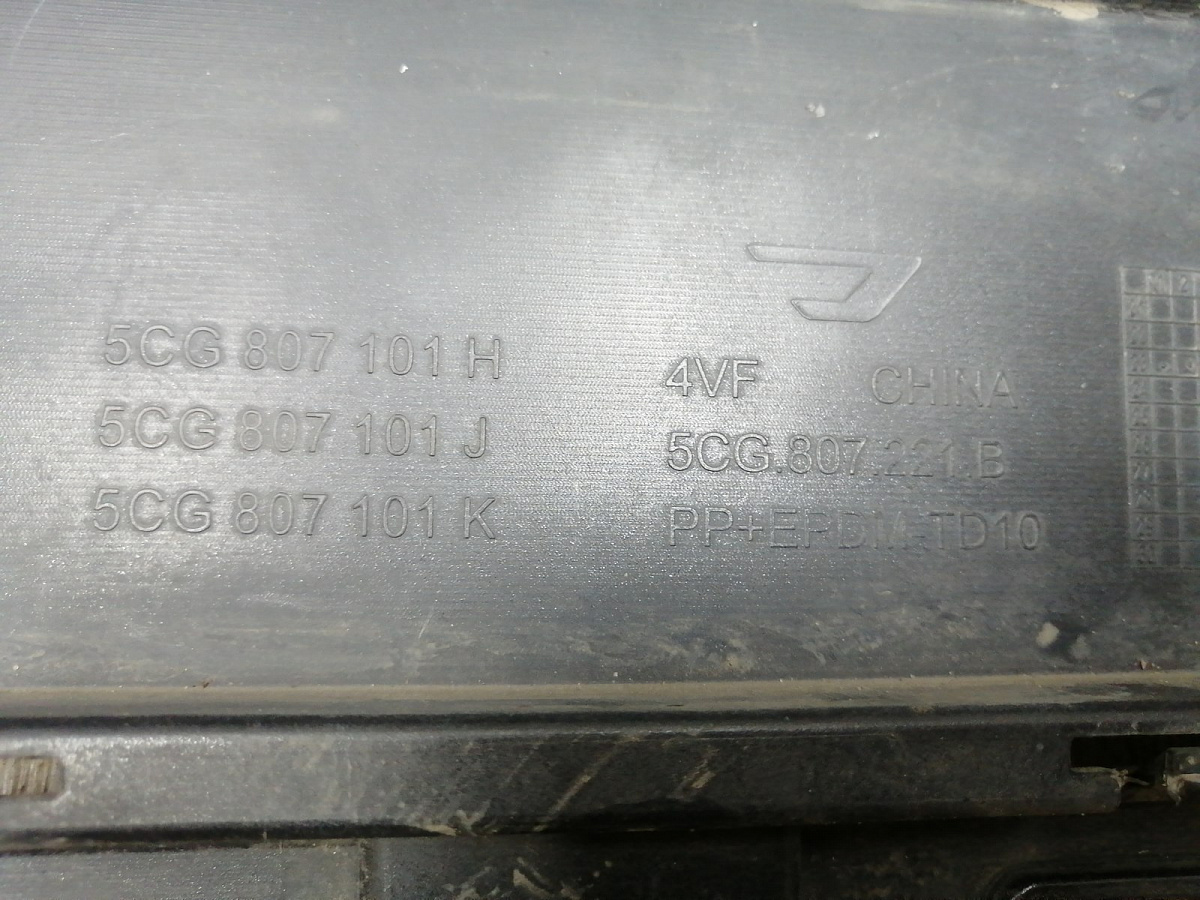 5CG 807 101 H
5CG 807 101 J
5CG 807 101 K
4VF CHINA
5CG.807.221.B
PP+EPDM-TD10